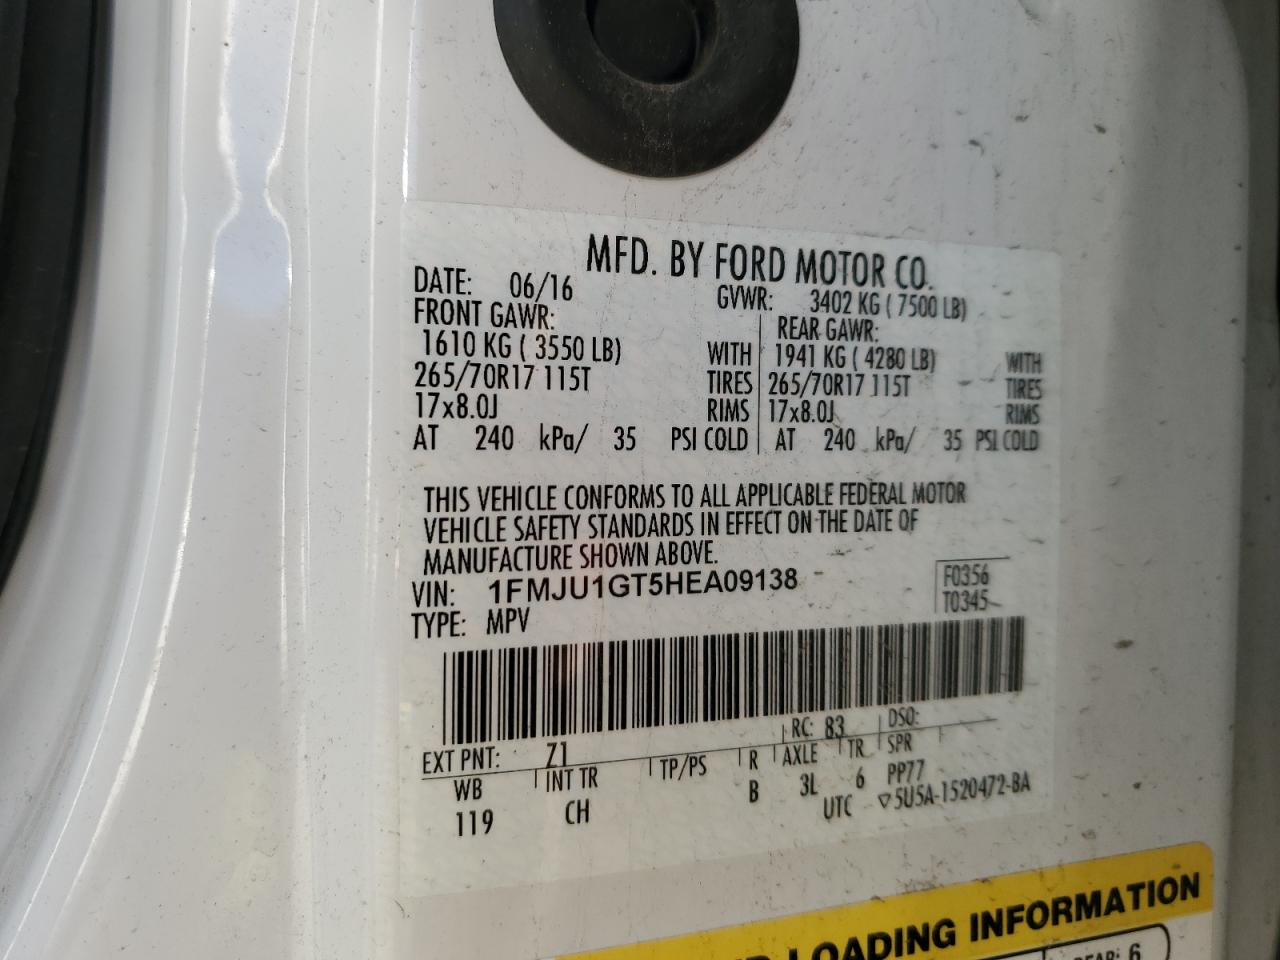 MFD. BY FORD MOTOR CO.
DATE: 06/16 GVWR: 3402 KG ( 7500 LB)
FRONT GAWR: REAR GAWR:
1610 KG ( 3550 LB) WITH 1941 KG ( 4280 LB) WITH
265/70R17 115T TIRES 265/70R17 115T TIRES
17x8.0J RIMS 17x8.0J RIMS
AT 240 kPa/ 35 PSI COLD AT 240 kPa/ 35 PSI COLD
THIS VEHICLE CONFORMS TO ALL APPLICABLE FEDERAL MOTOR
VEHICLE SAFETY STANDARDS IN EFFECT ON THE DATE OF
MANUFACTURE SHOWN ABOVE.
VIN: 1FMJU1GT5HEA09138 F0356
TYPE: MPV T0345
EXT PNT: Z1 RC: 83 DSO:
WB INT TR TP/PS R AXLE TR SPR
119 CH B 3L 6 PP77
UTC ▽5U5A-1520472-BA
LOADING INFORMATION
REAR: 6